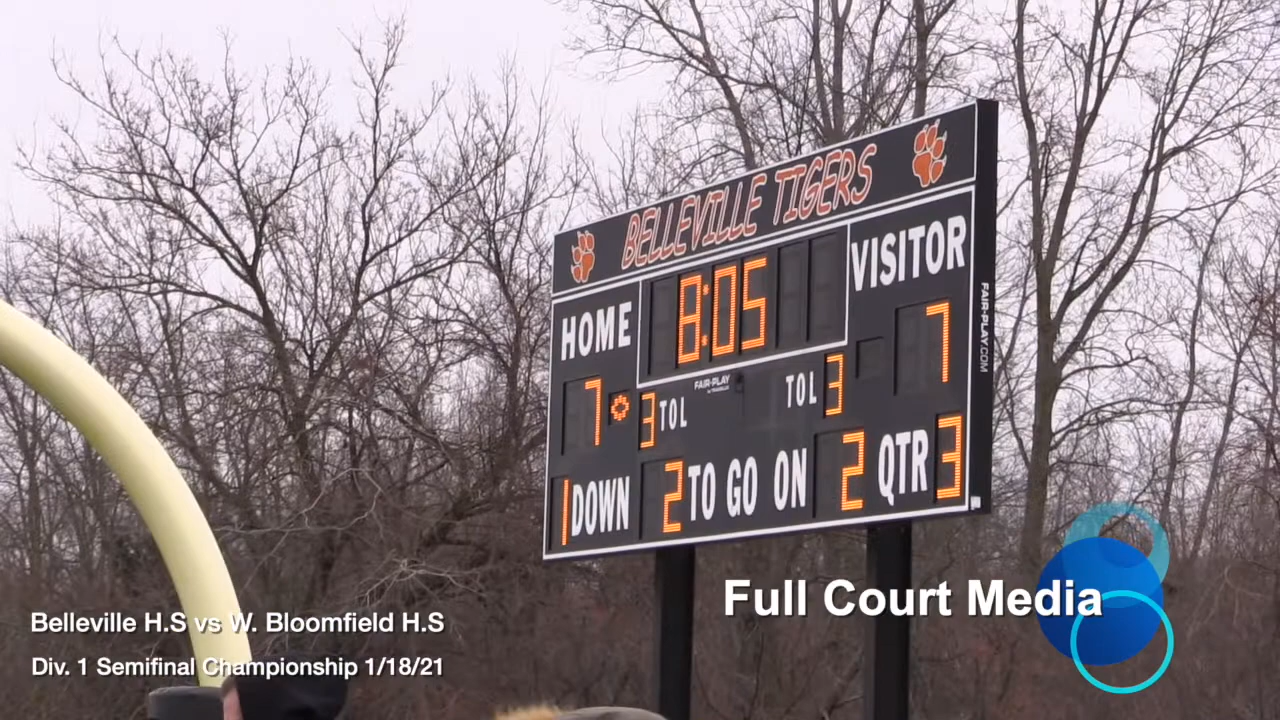 BELLEVILLE TIGERS
HOME 8:05 VISITOR
7 3 TOL FAIR-PLAY TOL 3 7
1 DOWN 2 TO GO ON 2 QTR 3
FAIR-PLAY.COM
Full Court Media
Belleville H.S vs W. Bloomfield H.S
Div. 1 Semifinal Championship 1/18/21